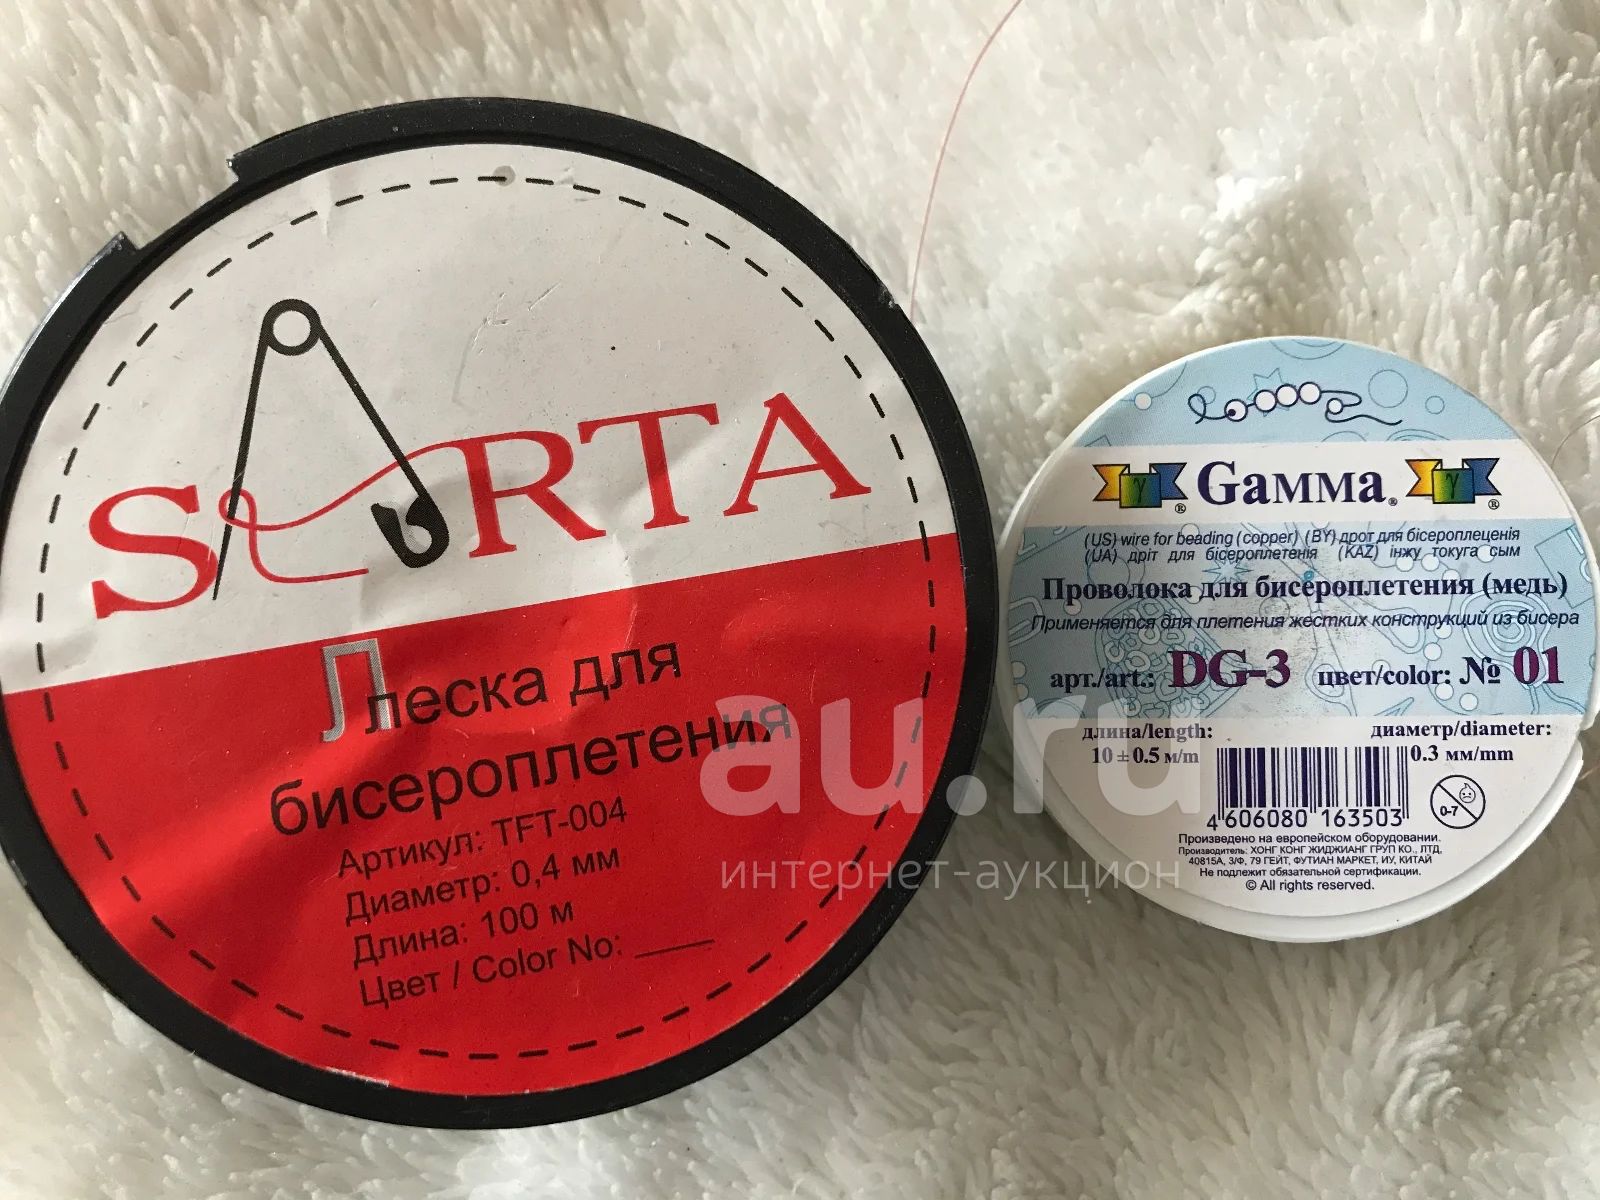 SARTA
Леска для
бисероплетения
Артикул: TFT-004
Диаметр: 0,4 мм
Длина: 100 м
Цвет / Color No: ____
γ ® Gамма® γ ®
(US) wire for beading (copper) (BY) дрот для бісероплеценія
(UA) дріт для бісероплетенія (KAZ) інжу токуга сым
Проволока для бисероплетения (медь)
Применяется для плетения жестких конструкций из бисера
арт./art.: DG-3 цвет/color: № 01
длина/length: диаметр/diameter:
10 ± 0.5 м/m 0.3 мм/mm
4 606080 163503
0-7
Произведено на европейском оборудовании.
Производитель: ХОНГ КОНГ ЖИДЖИАНГ ГРУП КО., ЛТД,
40815A, 3/Ф, 79 ГЕЙТ, ФУТИАН МАРКЕТ, ИУ, КИТАЙ
Не подлежит обязательной сертификации.
© All rights reserved.
au.ru
интернет-аукцион